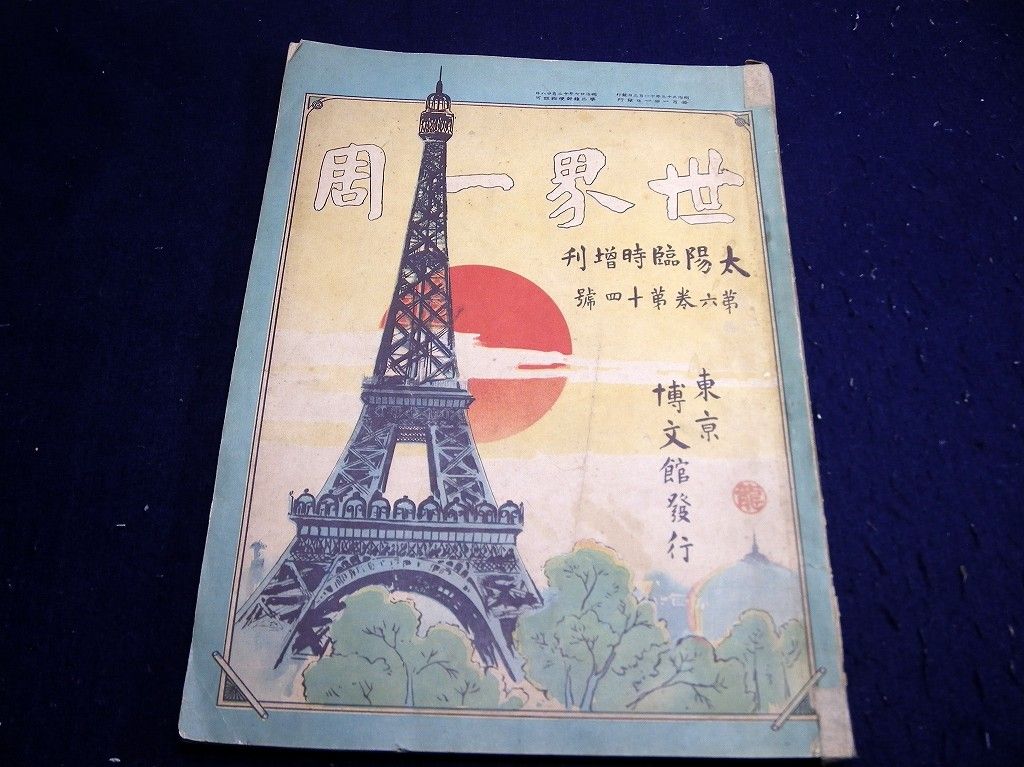 世界一周
太陽臨時増刊
第六巻第十四號
東京
博文館發行